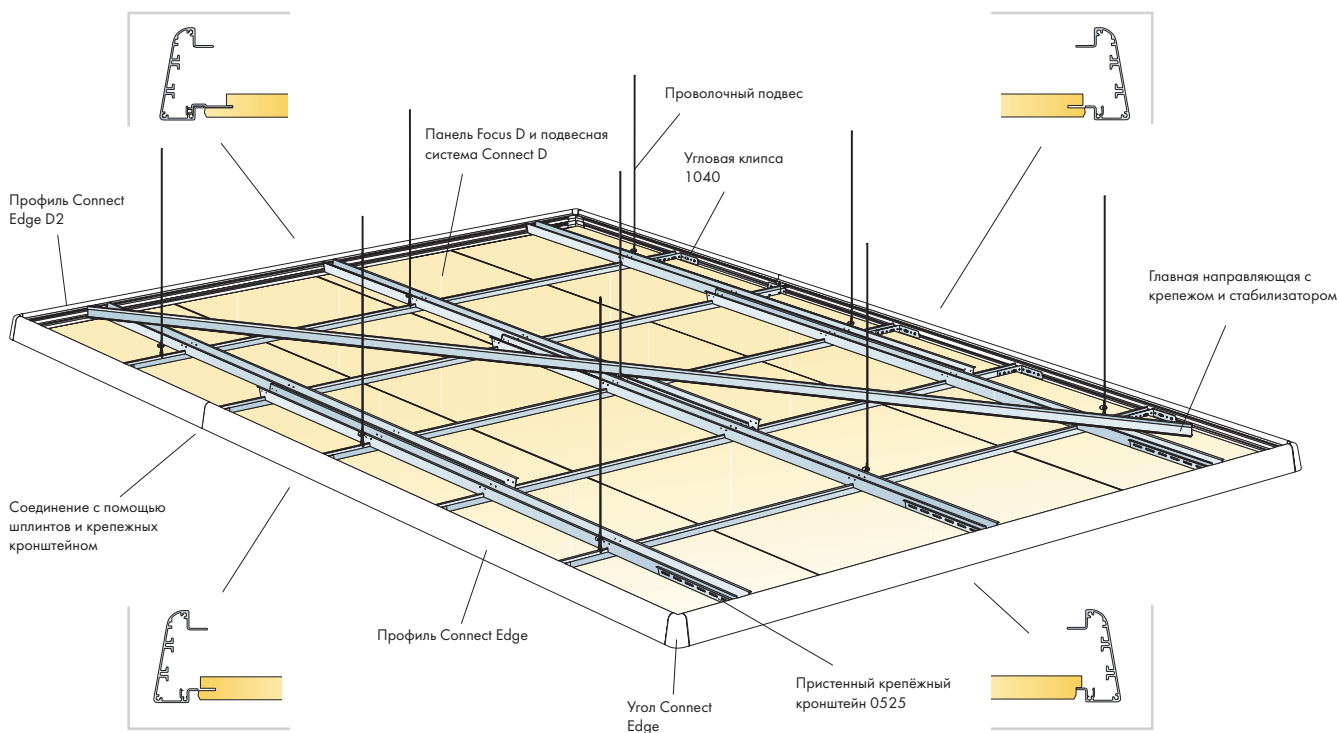 Проволочный подвес
Панель Focus D и подвесная
система Connect D
Угловая клипса
1040
Профиль Connect
Edge D2
Главная направляющая с
крепежом и стабилизатором
Соединение с помощью
шплинтов и крепежных
кронштейном
Профиль Connect Edge
Пристенный крепёжный
кронштейн 0525
Угол Connect
Edge